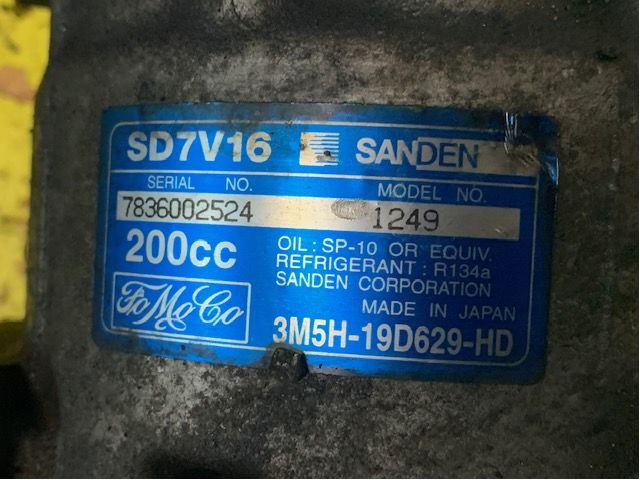 SD7V16 SANDEN
SERIAL NO. MODEL NO.
7836002524 1249
200cc OIL : SP-10 OR EQUIV.
REFRIGERANT : R134a
SANDEN CORPORATION
FoMoCo MADE IN JAPAN
3M5H-19D629-HD